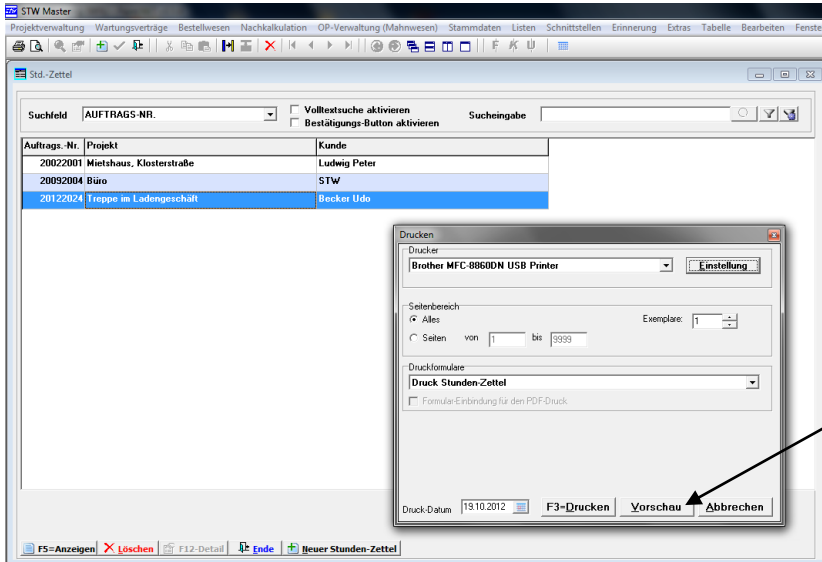 STW Master
Projektverwaltung Wartungsverträge Bestellwesen Nachkalkulation OP-Verwaltung (Mahnwesen) Stammdaten Listen Schnittstellen Erinnerung Extras Tabelle Bearbeiten Fenste
F K U
Std.-Zettel
Suchfeld AUFTRAGS-NR. Volltextsuche aktivieren Sucheingabe
Bestätigungs-Button aktivieren
Auftrags.-Nr. Projekt Kunde
20022001 Mietshaus, Klosterstraße Ludwig Peter
20092004 Büro STW
20122024 Treppe im Ladengeschäft Becker Udo
Drucken
Drucker
Brother MFC-8860DN USB Printer Einstellung
Seitenbereich
Alles Exemplare: 1
Seiten von 1 bis 9999
Druckformulare
Druck Stunden-Zettel
Formular-Einbindung für den PDF-Druck
Druck-Datum 19.10.2012 F3=Drucken Vorschau Abbrechen
F5=Anzeigen Löschen F12-Detail Ende Neuer Stunden-Zettel